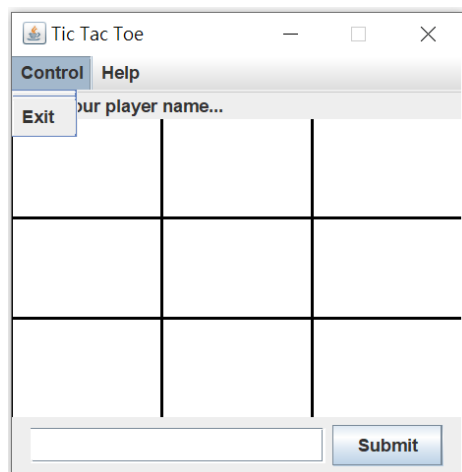 Tic Tac Toe
Control Help
our player name...
Exit
Submit